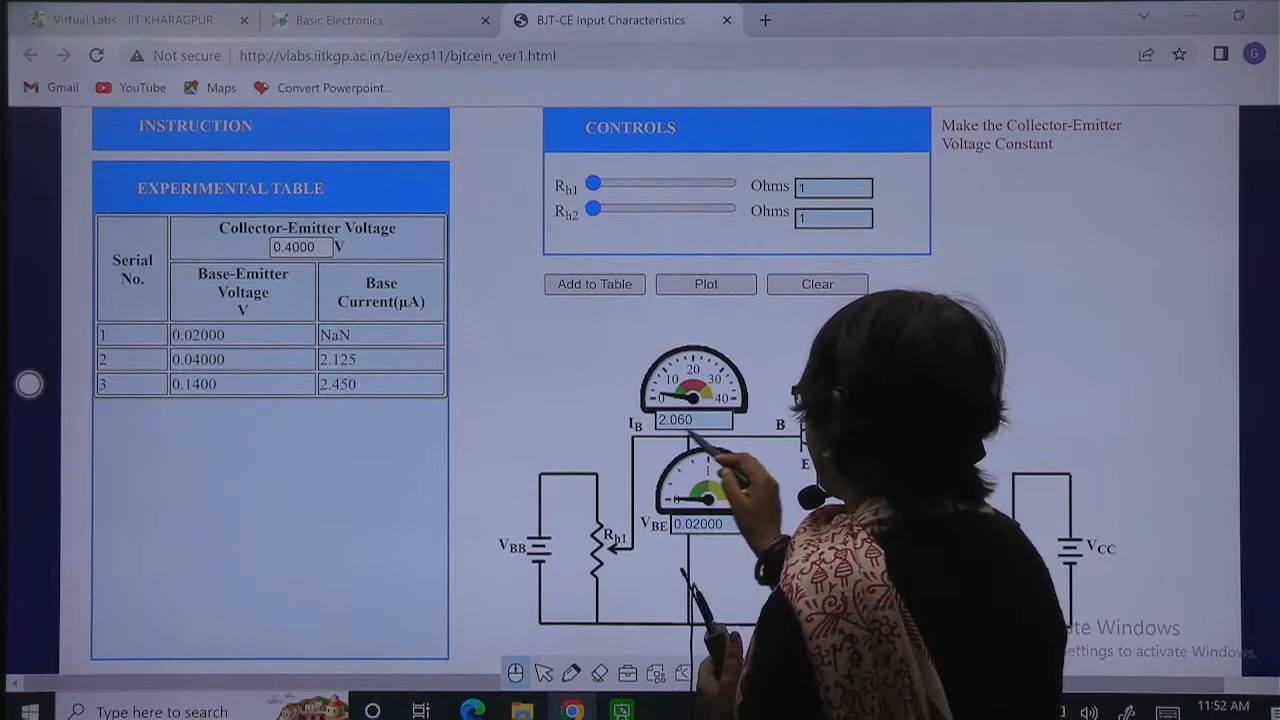 Virtual Labs - IIT KHARAGPUR
Basic Electronics
BJT-CE Input Characteristics
Not secure
http://vlabs.iitkgp.ac.in/be/exp11/bjtcein_ver1.html
G
Gmail
YouTube
Maps
Convert Powerpoint...
INSTRUCTION
EXPERIMENTAL TABLE
Serial No.
Collector-Emitter Voltage
0.4000 V
Base-Emitter Voltage V
Base Current(μA)
1 0.02000 NaN
2 0.04000 2.125
3 0.1400 2.450
CONTROLS
Rh1 Ohms 1
Rh2 Ohms 1
Add to Table Plot Clear
Make the Collector-Emitter
Voltage Constant
0 10 20 30 40
IB 2.060
B
E
0 1
VBE 0.02000
VBB
Rh1
VCC
te Windows
ettings to activate Windows.
Type here to search
11:52 AM